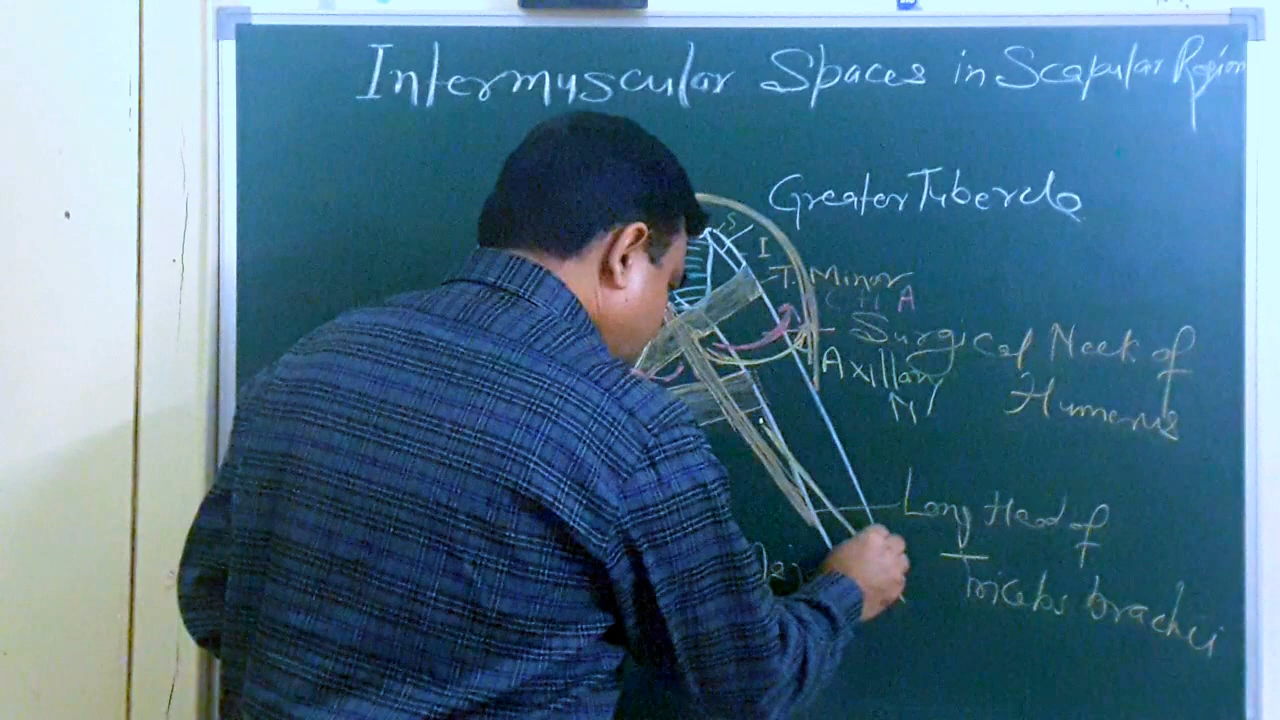 Intermuscular Spaces in Scapular Region
Greater Tubercle
S
I
T. Minor
A
Surgical Neck of
Humerus
Axillary
N
Long Head of
Triceps brachii